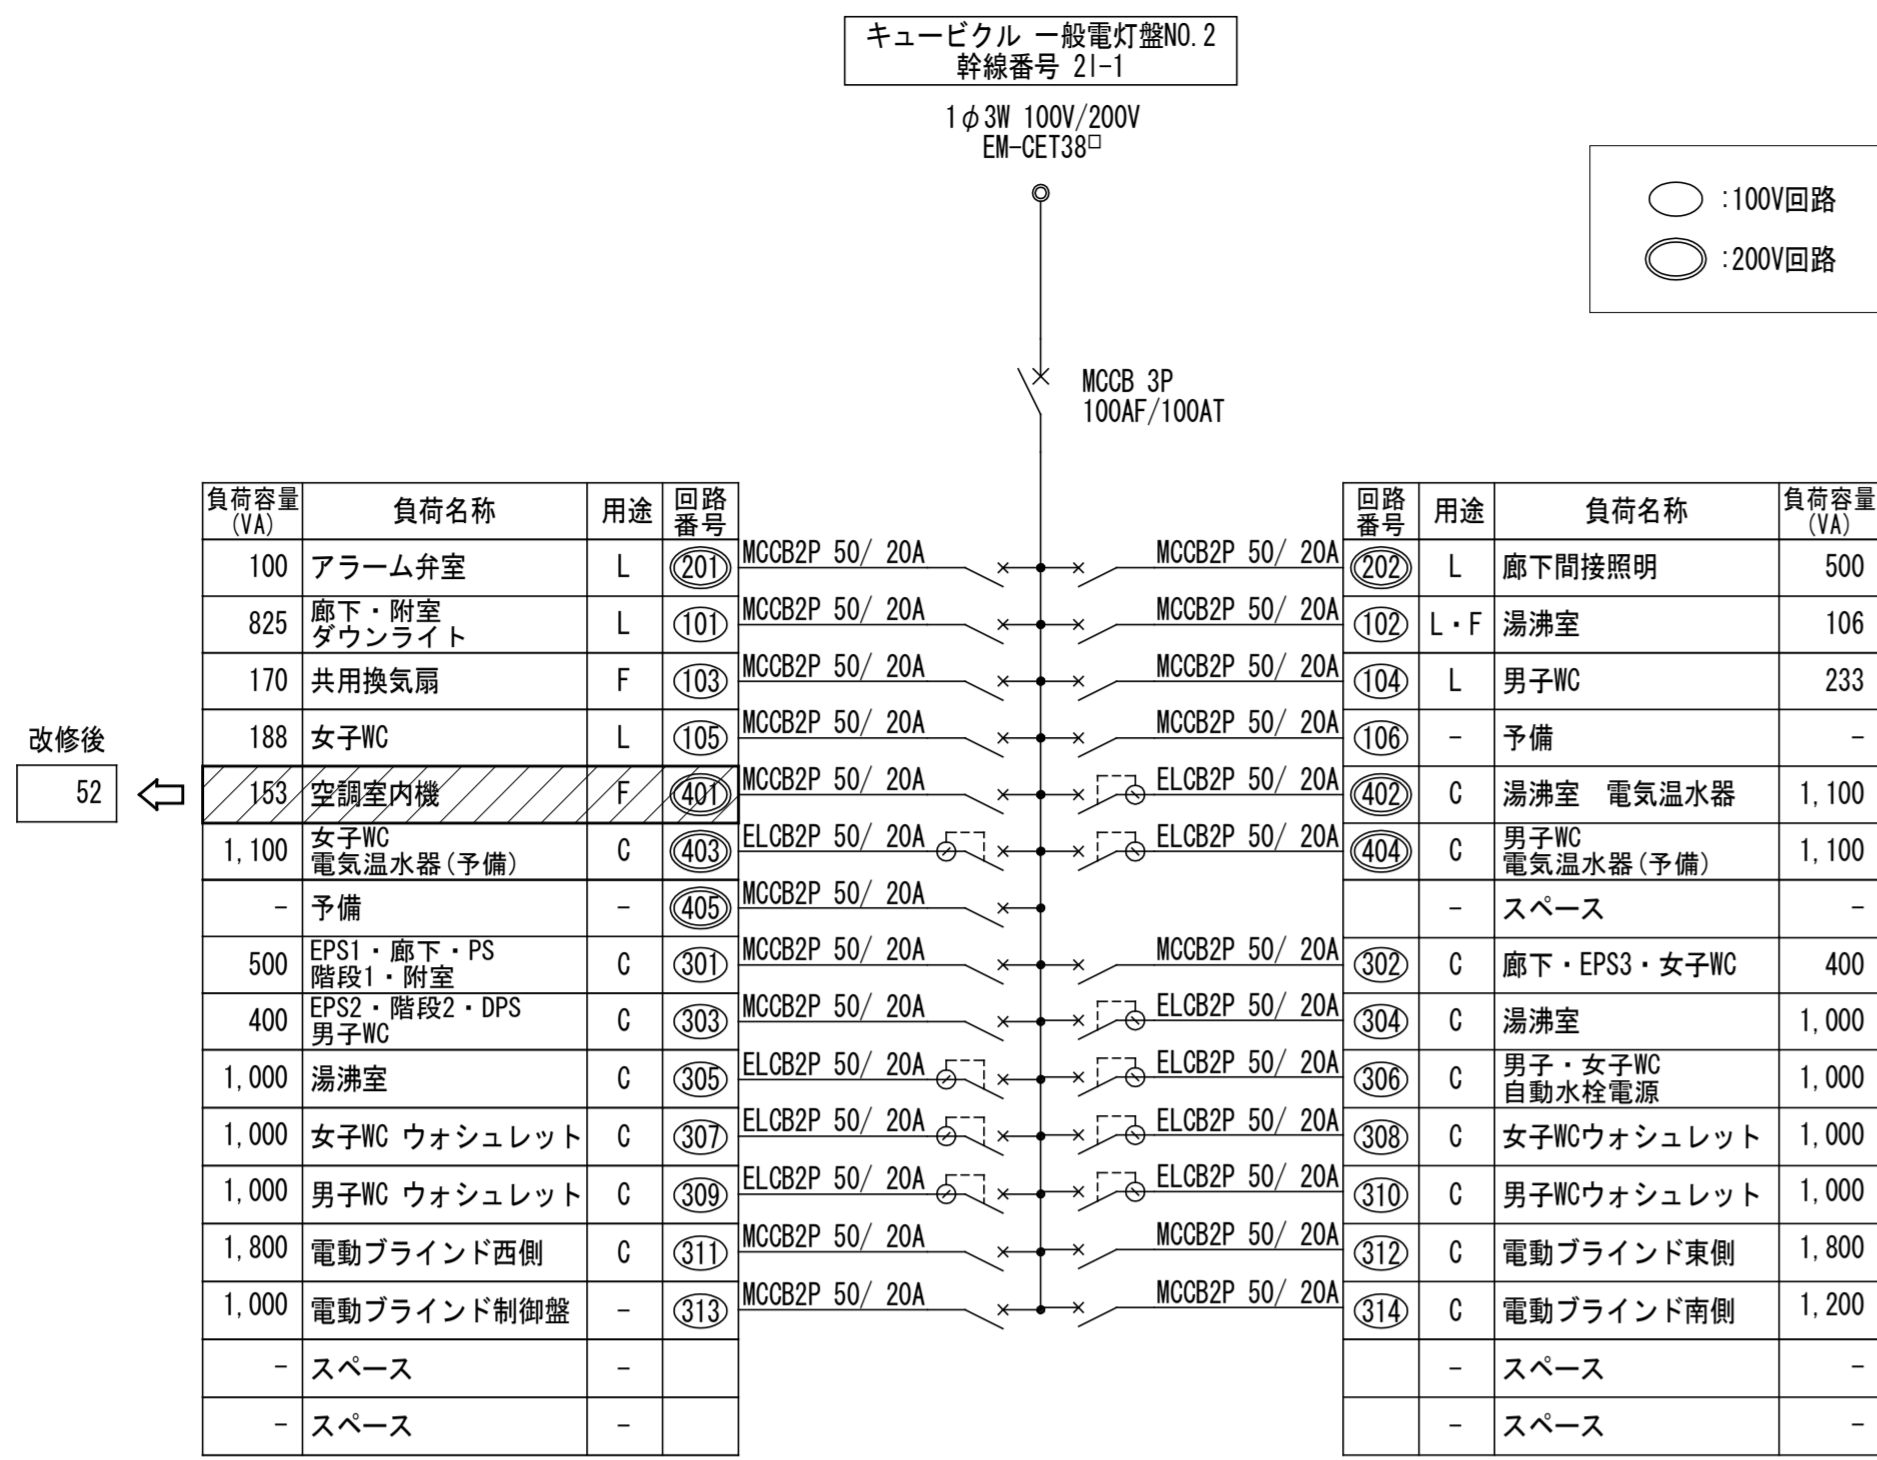 キュービクル 一般電灯盤NO.2
幹線番号 2l-1
1φ3W 100V/200V
EM-CET38□
:100V回路
:200V回路
MCCB 3P
100AF/100AT
負荷容量(VA) 負荷名称 用途 回路番号
100 アラーム弁室 L 201 MCCB2P 50/ 20A
825 廊下・附室 ダウンライト L 101 MCCB2P 50/ 20A
170 共用換気扇 F 103 MCCB2P 50/ 20A
188 女子WC L 105 MCCB2P 50/ 20A
改修後
52
153 空調室内機 F 401 MCCB2P 50/ 20A
1,100 女子WC 電気温水器(予備) C 403 ELCB2P 50/ 20A
- 予備 - 405 MCCB2P 50/ 20A
500 EPS1・廊下・PS 階段1・附室 C 301 MCCB2P 50/ 20A
400 EPS2・階段2・DPS 男子WC C 303 MCCB2P 50/ 20A
1,000 湯沸室 C 305 ELCB2P 50/ 20A
1,000 女子WC ウォシュレット C 307 ELCB2P 50/ 20A
1,000 男子WC ウォシュレット C 309 ELCB2P 50/ 20A
1,800 電動ブラインド西側 C 311 MCCB2P 50/ 20A
1,000 電動ブラインド制御盤 - 313 MCCB2P 50/ 20A
- スペース -
- スペース -
回路番号 用途 負荷名称 負荷容量(VA)
MCCB2P 50/ 20A 202 L 廊下間接照明 500
MCCB2P 50/ 20A 102 L・F 湯沸室 106
MCCB2P 50/ 20A 104 L 男子WC 233
MCCB2P 50/ 20A 106 - 予備 -
ELCB2P 50/ 20A 402 C 湯沸室 電気温水器 1,100
ELCB2P 50/ 20A 404 C 男子WC 電気温水器(予備) 1,100
- スペース -
MCCB2P 50/ 20A 302 C 廊下・EPS3・女子WC 400
ELCB2P 50/ 20A 304 C 湯沸室 1,000
ELCB2P 50/ 20A 306 C 男子・女子WC 自動水栓電源 1,000
ELCB2P 50/ 20A 308 C 女子WCウォシュレット 1,000
ELCB2P 50/ 20A 310 C 男子WCウォシュレット 1,000
MCCB2P 50/ 20A 312 C 電動ブラインド東側 1,800
MCCB2P 50/ 20A 314 C 電動ブラインド南側 1,200
- スペース -
- スペース -